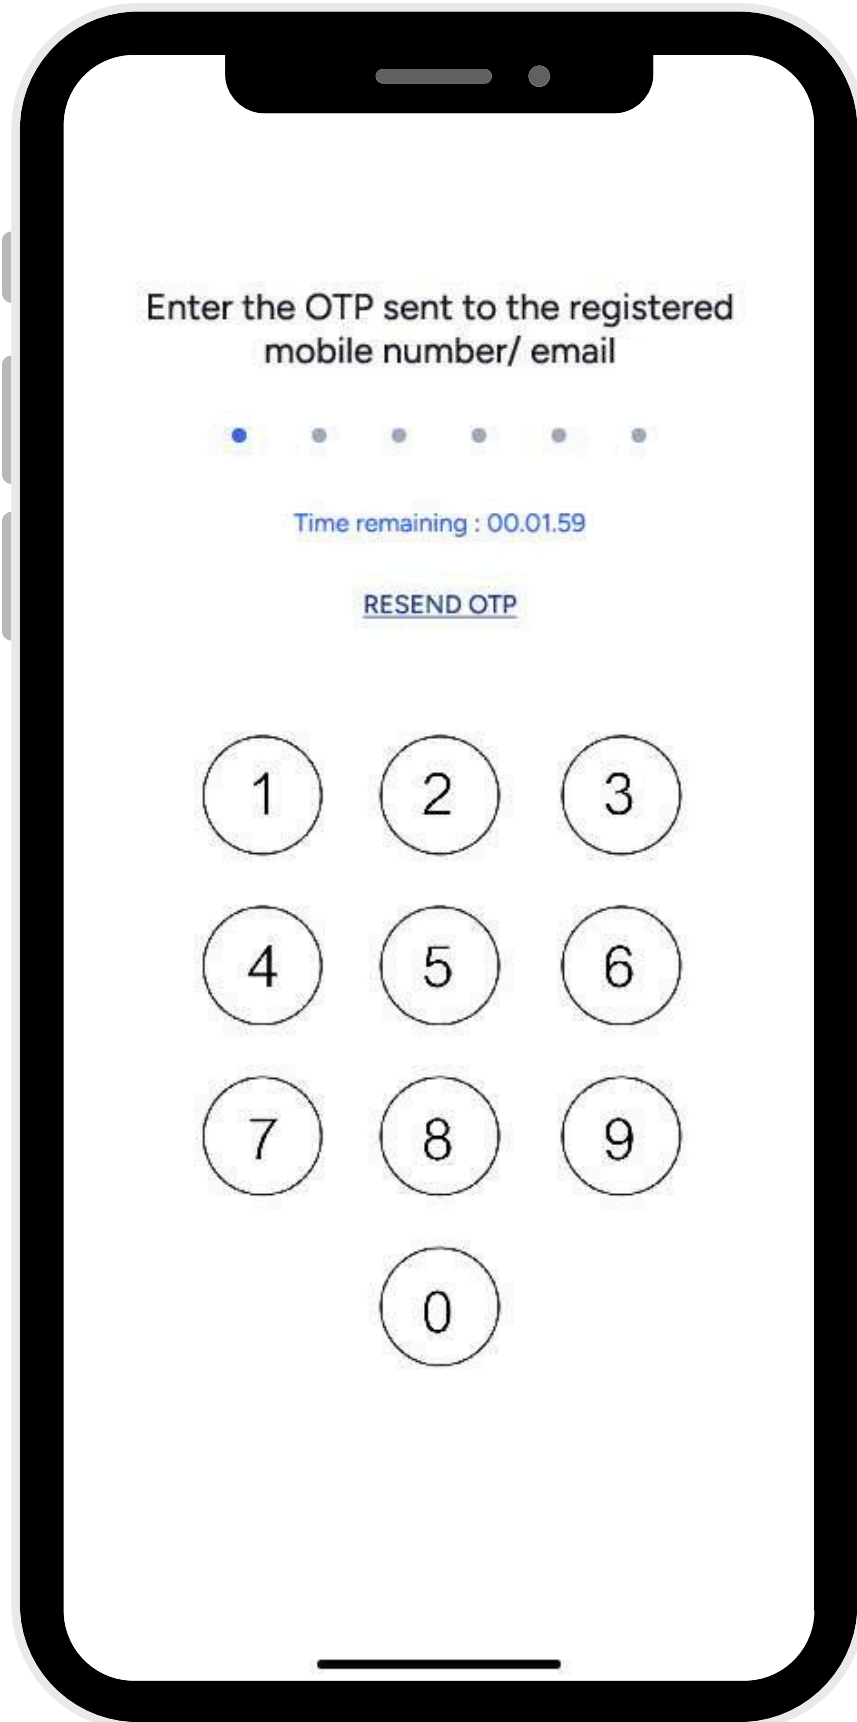 Enter the OTP sent to the registered
mobile number/ email
Time remaining : 00.01.59
RESEND OTP
1 2 3
4 5 6
7 8 9
0